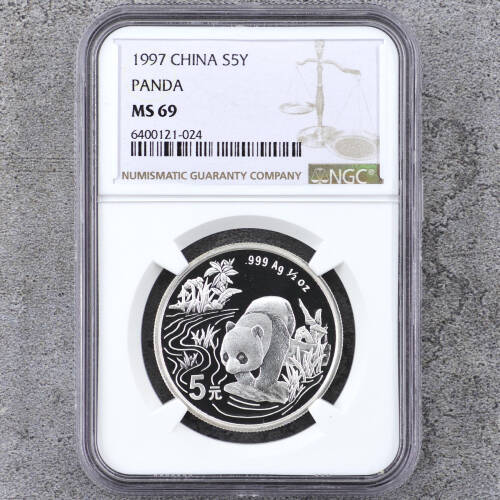 1997 CHINA S5Y
PANDA
MS 69
6400121-024
NUMISMATIC GUARANTY COMPANY
NGC®
.999 Ag ½ oz
5元